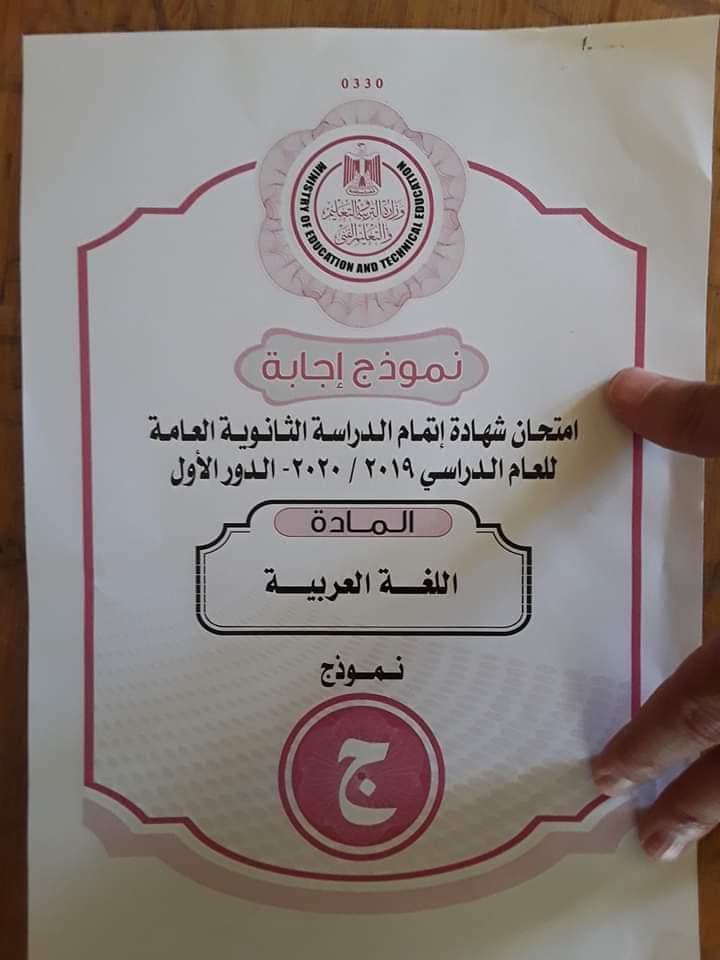 0330
MINISTRY OF EDUCATION AND TECHNICAL EDUCATION
وزارة التربية والتعليم
والتعليم الفنى
نموذج إجابة
امتحان شهادة إتمام الدراسة الثانوية العامة
للعام الدراسي ٢٠١٩ / ٢٠٢٠- الدور الأول
المادة
اللغة العربية
نموذج
ج